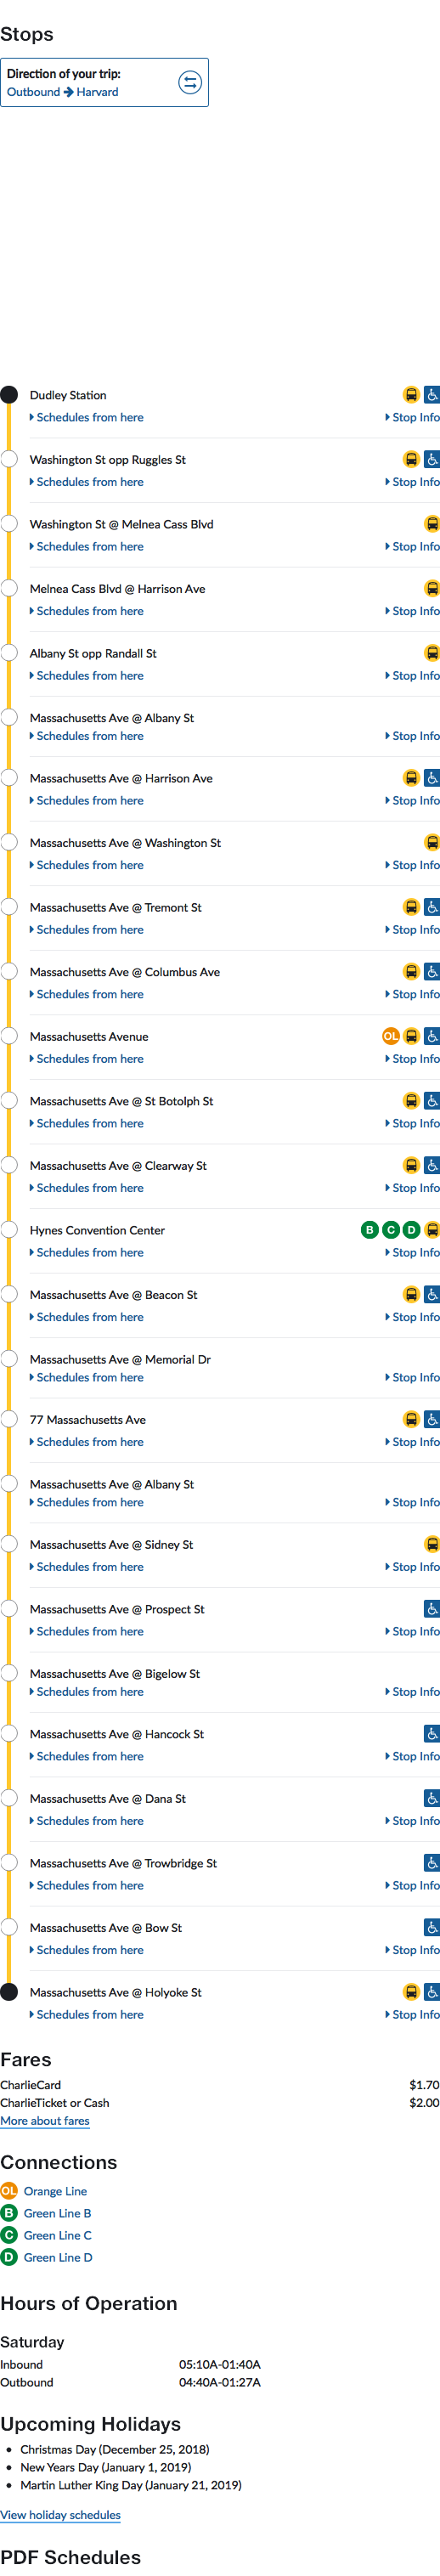 Stops
Direction of your trip:
Outbound → Harvard
Dudley Station
Schedules from here Stop Info
Washington St opp Ruggles St
Schedules from here Stop Info
Washington St @ Melnea Cass Blvd
Schedules from here Stop Info
Melnea Cass Blvd @ Harrison Ave
Schedules from here Stop Info
Albany St opp Randall St
Schedules from here Stop Info
Massachusetts Ave @ Albany St
Schedules from here Stop Info
Massachusetts Ave @ Harrison Ave
Schedules from here Stop Info
Massachusetts Ave @ Washington St
Schedules from here Stop Info
Massachusetts Ave @ Tremont St
Schedules from here Stop Info
Massachusetts Ave @ Columbus Ave
Schedules from here Stop Info
Massachusetts Avenue OL
Schedules from here Stop Info
Massachusetts Ave @ St Botolph St
Schedules from here Stop Info
Massachusetts Ave @ Clearway St
Schedules from here Stop Info
Hynes Convention Center B C D
Schedules from here Stop Info
Massachusetts Ave @ Beacon St
Schedules from here Stop Info
Massachusetts Ave @ Memorial Dr
Schedules from here Stop Info
77 Massachusetts Ave
Schedules from here Stop Info
Massachusetts Ave @ Albany St
Schedules from here Stop Info
Massachusetts Ave @ Sidney St
Schedules from here Stop Info
Massachusetts Ave @ Prospect St
Schedules from here Stop Info
Massachusetts Ave @ Bigelow St
Schedules from here Stop Info
Massachusetts Ave @ Hancock St
Schedules from here Stop Info
Massachusetts Ave @ Dana St
Schedules from here Stop Info
Massachusetts Ave @ Trowbridge St
Schedules from here Stop Info
Massachusetts Ave @ Bow St
Schedules from here Stop Info
Massachusetts Ave @ Holyoke St
Schedules from here Stop Info
Fares
CharlieCard $1.70
CharlieTicket or Cash $2.00
More about fares
Connections
OL Orange Line
B Green Line B
C Green Line C
D Green Line D
Hours of Operation
Saturday
Inbound 05:10A-01:40A
Outbound 04:40A-01:27A
Upcoming Holidays
• Christmas Day (December 25, 2018)
• New Years Day (January 1, 2019)
• Martin Luther King Day (January 21, 2019)
View holiday schedules
PDF Schedules